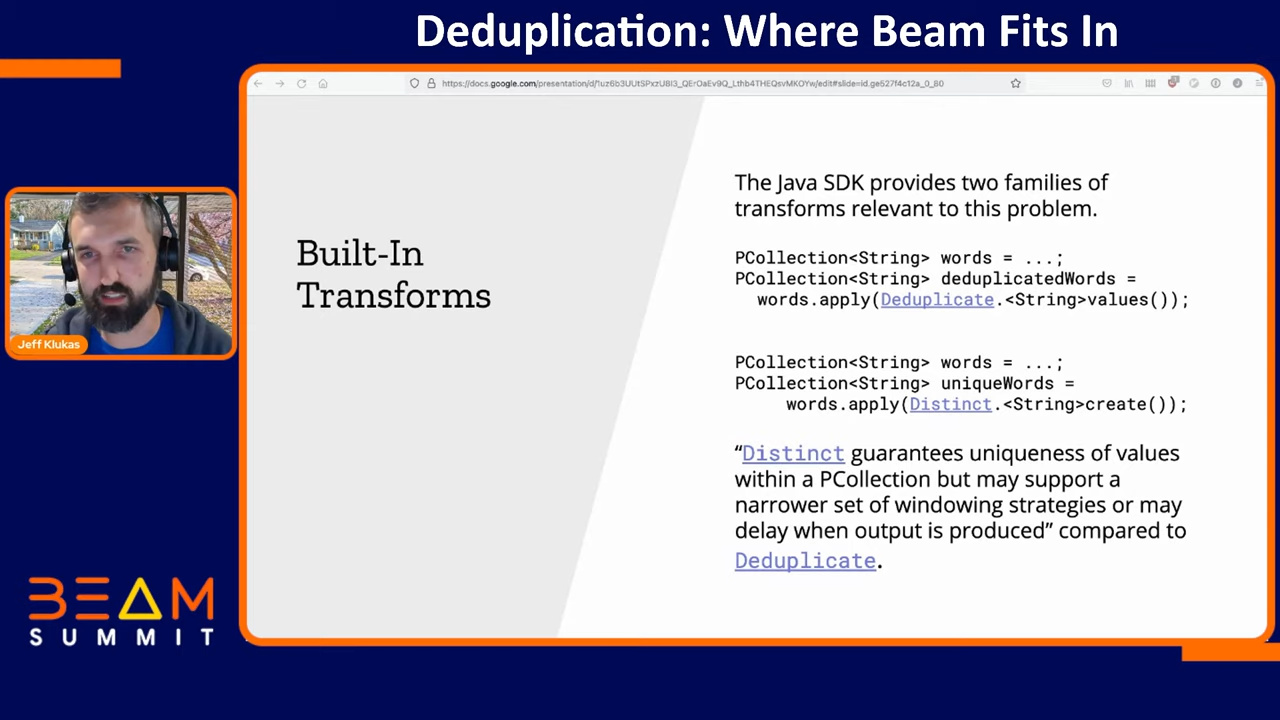 Deduplication: Where Beam Fits In
Built-In
Transforms
The Java SDK provides two families of
transforms relevant to this problem.
PCollection<String> words = ...;
PCollection<String> deduplicatedWords =
words.apply(Deduplicate.<String>values());
PCollection<String> words = ...;
PCollection<String> uniqueWords =
words.apply(Distinct.<String>create());
“Distinct guarantees uniqueness of values
within a PCollection but may support a
narrower set of windowing strategies or may
delay when output is produced” compared to
Deduplicate.
Jeff Klukas
BEAM
SUMMIT